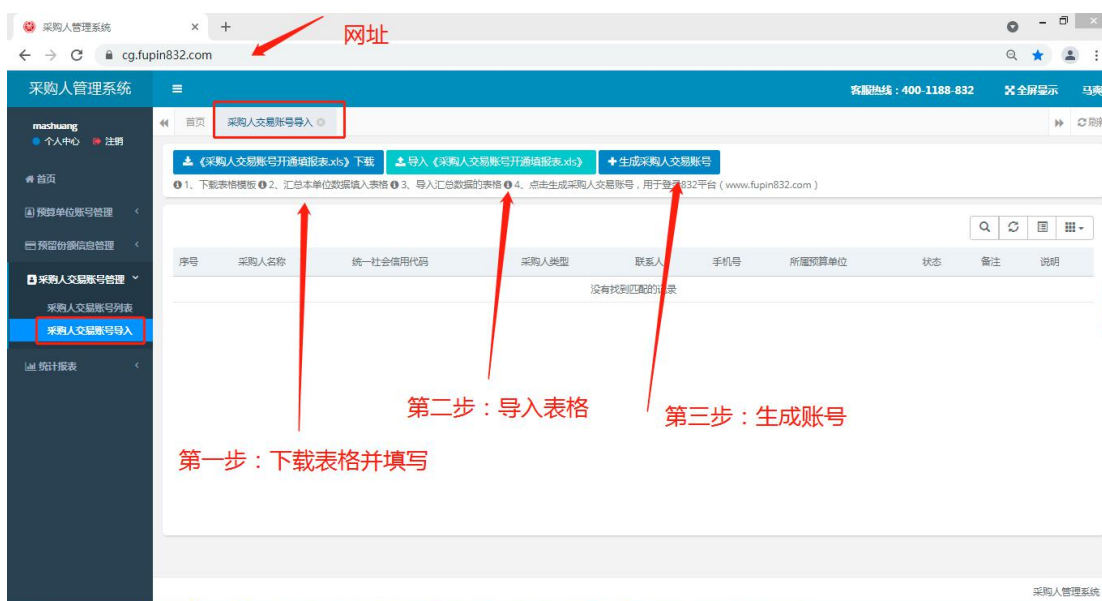 采购人管理系统
网址
cg.fupin832.com
采购人管理系统
客服热线：400-1188-832
全屏显示
mashuang
个人中心 注销
首页 采购人交易账号导入
《采购人交易账号开通填报表.xls》下载 导入《采购人交易账号开通填报表.xls》 +生成采购人交易账号
1、下载表格模板 2、汇总本单位数据填入表格 3、导入汇总数据的表格 4、点击生成采购人交易账号，用于登录832平台（www.fupin832.com）
首页
预算单位账号管理
预留份额信息管理
采购人交易账号管理
采购人交易账号列表
采购人交易账号导入
统计报表
序号 采购人名称 统一社会信用代码 采购人类型 联系人 手机号 所属预算单位 状态 备注 说明
没有找到匹配的记录
第二步：导入表格
第三步：生成账号
第一步：下载表格并填写
采购人管理系统